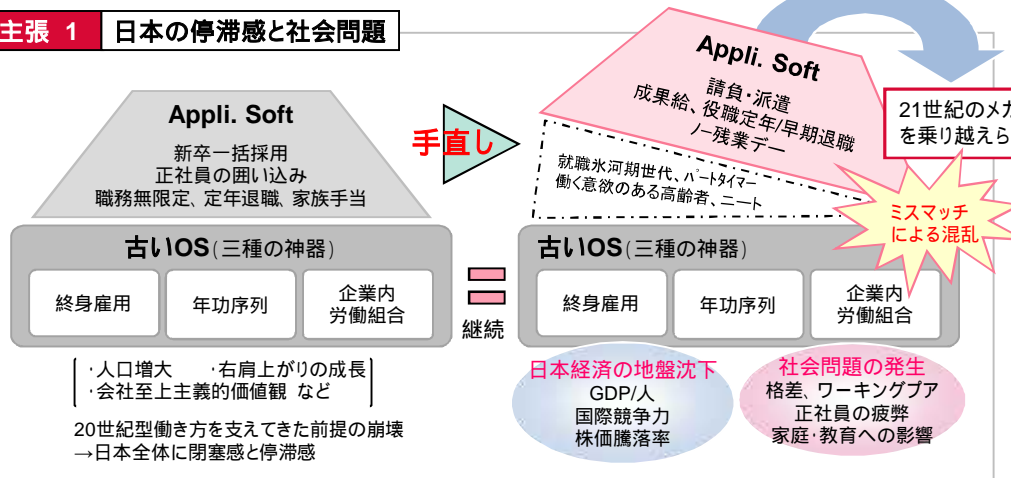 主張 1 日本の停滞感と社会問題
Appli. Soft
新卒一括採用
正社員の囲い込み
職務無限定、定年退職、家族手当
古いOS(三種の神器)
終身雇用
年功序列
企業内
労働組合
・人口増大 ・右肩上がりの成長
・会社至上主義的価値観 など
20世紀型働き方を支えてきた前提の崩壊
→日本全体に閉塞感と停滞感
手直し
継続
Appli. Soft
請負・派遣
成果給、役職定年/早期退職
ノー残業デー
就職氷河期世代、パートタイマー
働く意欲のある高齢者、ニート
21世紀のメガ
を乗り越えら
ミスマッチ
による混乱
古いOS(三種の神器)
終身雇用
年功序列
企業内
労働組合
日本経済の地盤沈下
GDP/人
国際競争力
株価騰落率
社会問題の発生
格差、ワーキングプア
正社員の疲弊
家庭・教育への影響